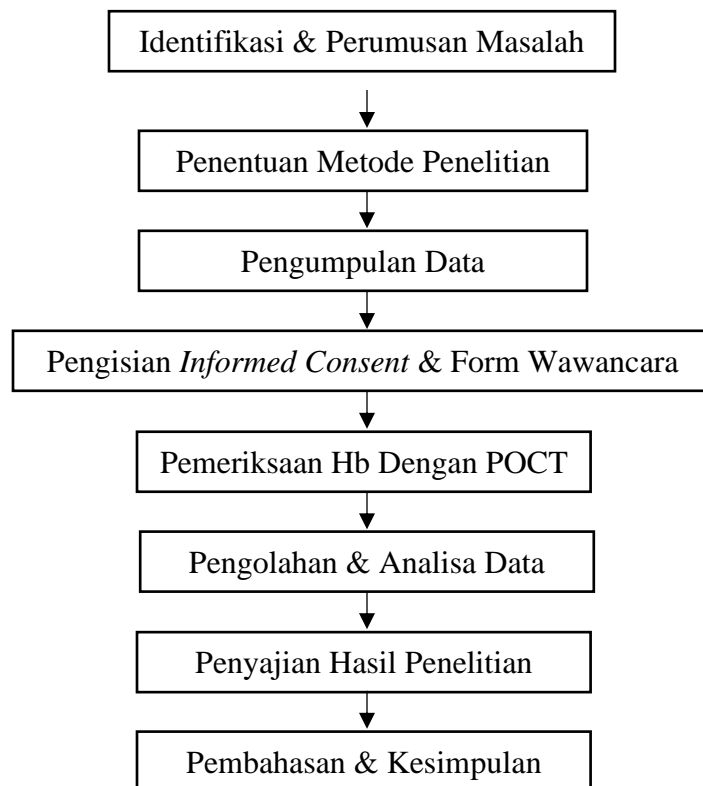 Identifikasi & Perumusan Masalah
Penentuan Metode Penelitian
Pengumpulan Data
Pengisian Informed Consent & Form Wawancara
Pemeriksaan Hb Dengan POCT
Pengolahan & Analisa Data
Penyajian Hasil Penelitian
Pembahasan & Kesimpulan